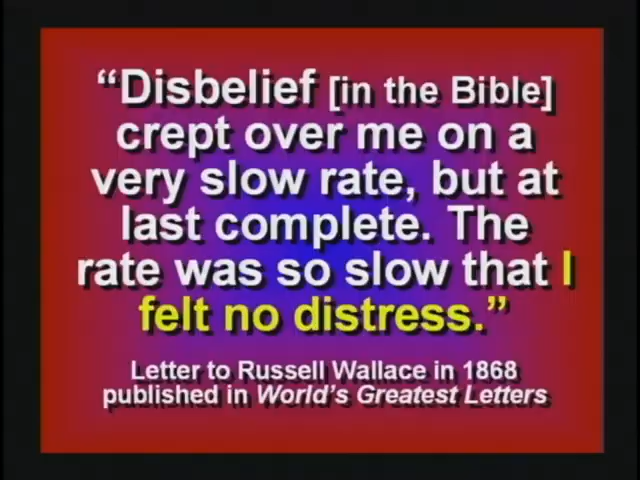 “Disbelief [in the Bible]
crept over me on a
very slow rate, but at
last complete. The
rate was so slow that I
felt no distress.”
Letter to Russell Wallace in 1868
published in World’s Greatest Letters